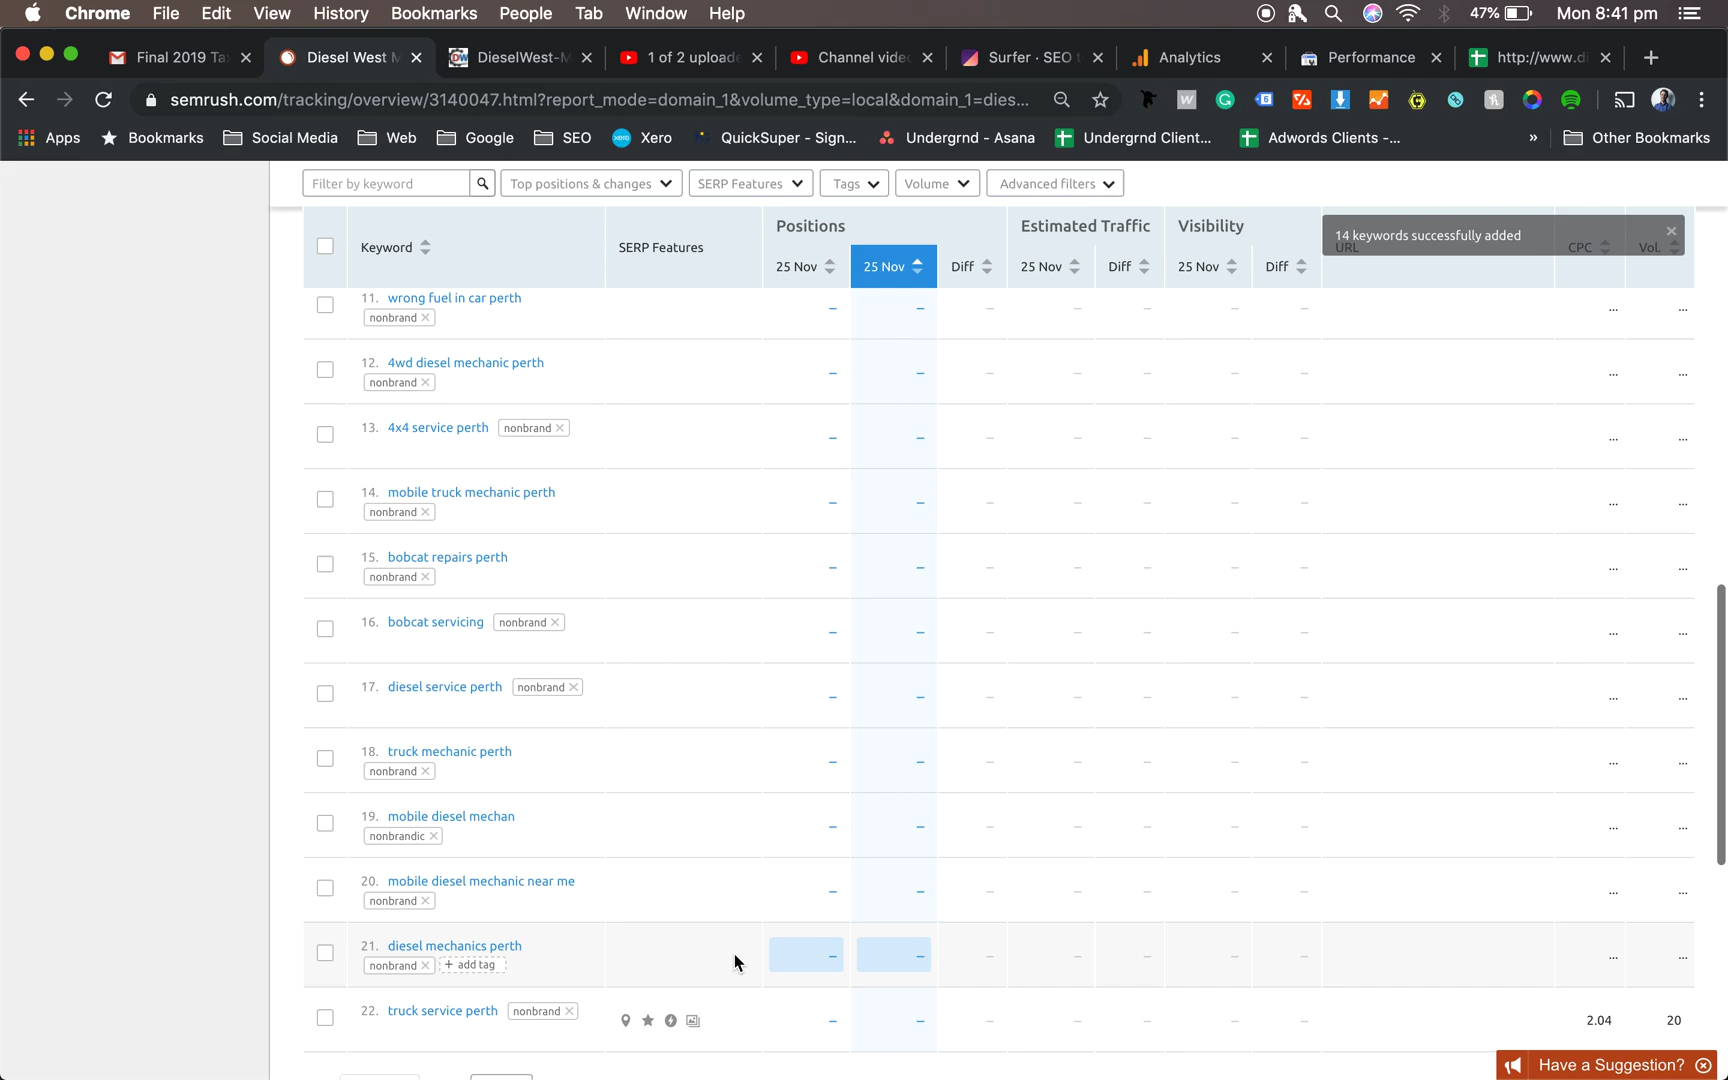 Chrome File Edit View History Bookmarks People Tab Window Help 47% Mon 8:41 pm
Final 2019 Ta Diesel West M DieselWest-M 1 of 2 uploade Channel vide Surfer · SEO t Analytics Performance http://www.di
semrush.com/tracking/overview/3140047.html?report_mode=domain_1&volume_type=local&domain_1=dies...
Apps Bookmarks Social Media Web Google SEO Xero QuickSuper - Sign... Undergrnd - Asana Undergrnd Client... Adwords Clients -... » Other Bookmarks
Filter by keyword Top positions & changes SERP Features Tags Volume Advanced filters
Positions Estimated Traffic Visibility
14 keywords successfully added
Keyword SERP Features URL CPC Vol.
25 Nov 25 Nov Diff 25 Nov Diff 25 Nov Diff
11. wrong fuel in car perth
nonbrand
12. 4wd diesel mechanic perth
nonbrand
13. 4x4 service perth nonbrand
14. mobile truck mechanic perth
nonbrand
15. bobcat repairs perth
nonbrand
16. bobcat servicing nonbrand
17. diesel service perth nonbrand
18. truck mechanic perth
nonbrand
19. mobile diesel mechan
nonbrandic
20. mobile diesel mechanic near me
nonbrand
21. diesel mechanics perth
nonbrand + add tag
22. truck service perth nonbrand 2.04 20
Have a Suggestion?